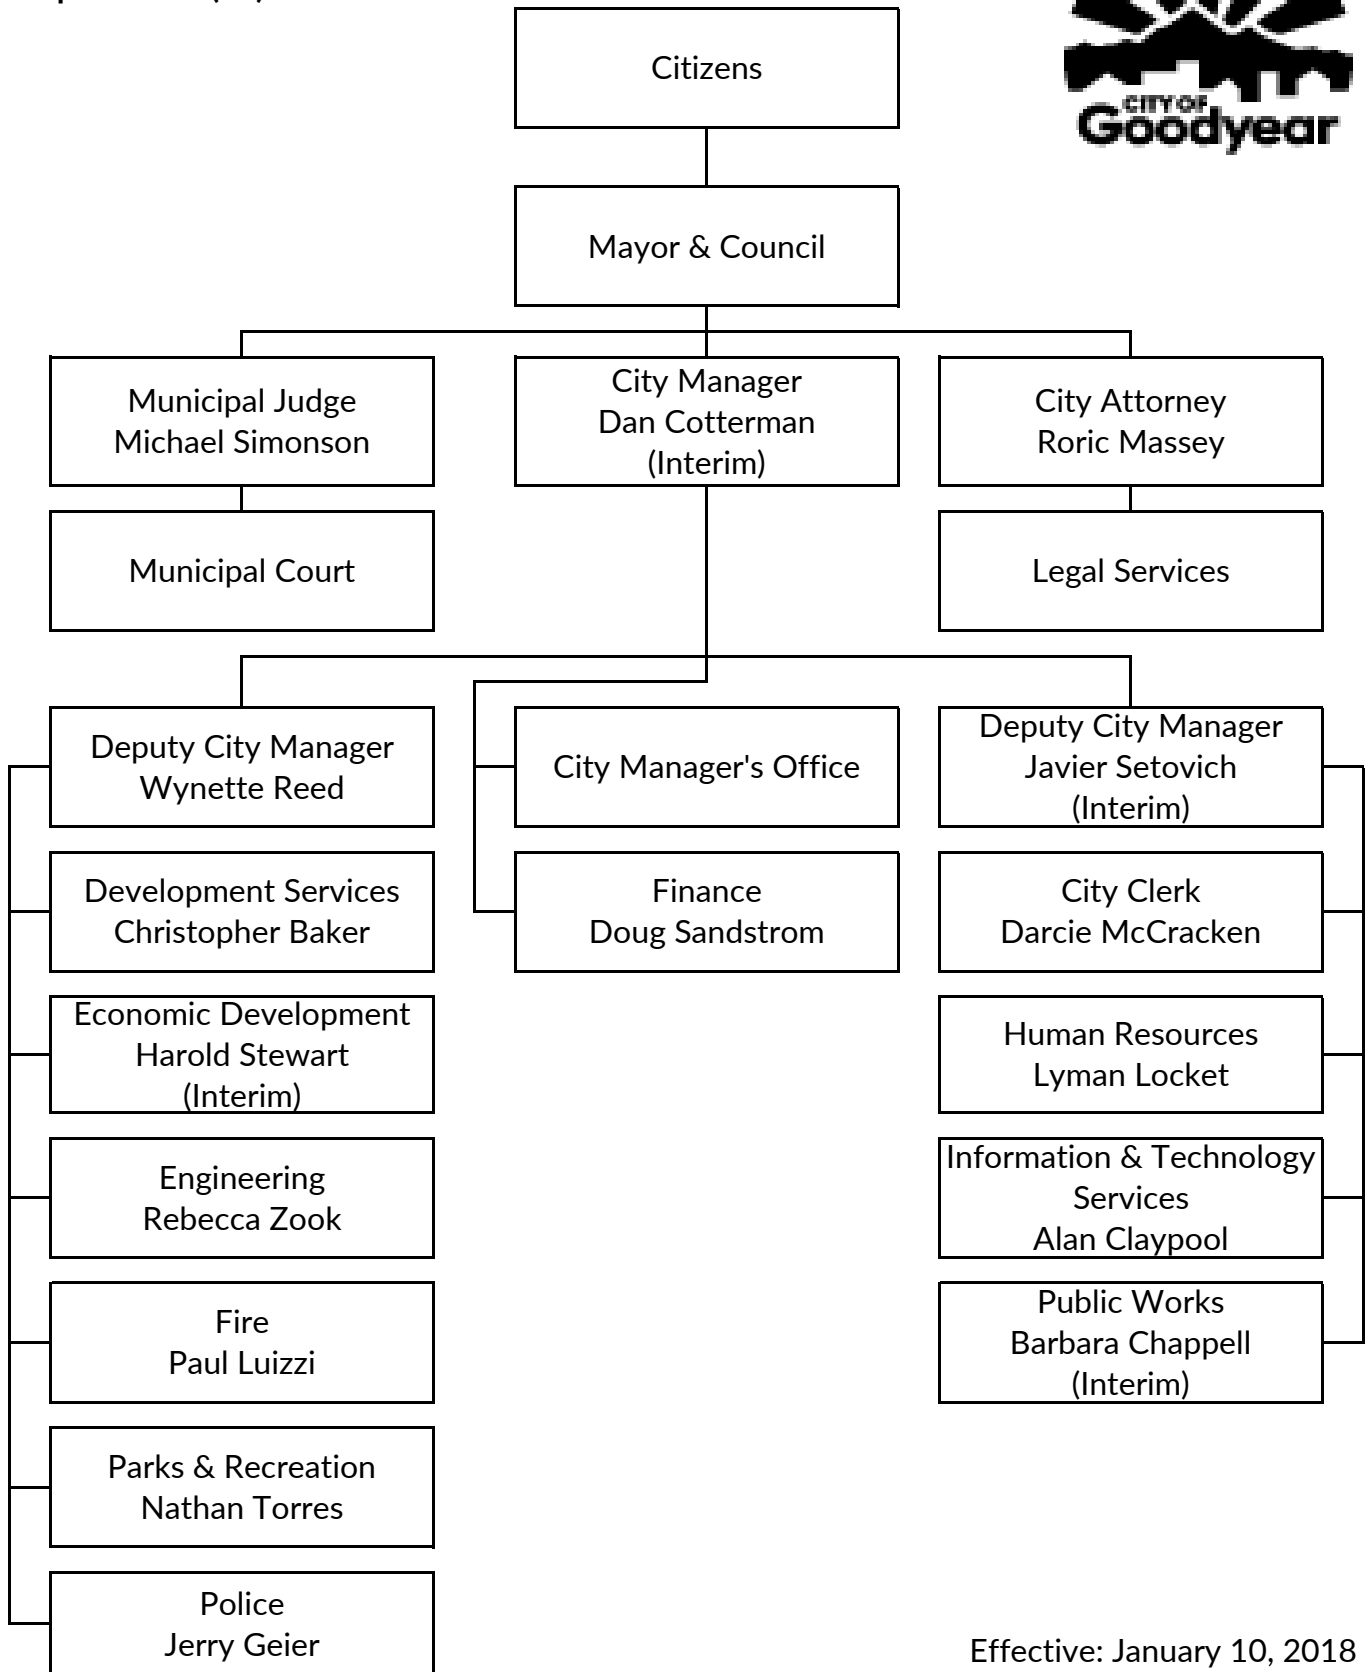 Citizens
CITY OF
Goodyear
Mayor & Council
Municipal Judge
Michael Simonson
City Manager
Dan Cotterman
(Interim)
City Attorney
Roric Massey
Municipal Court
Legal Services
Deputy City Manager
Wynette Reed
City Manager's Office
Deputy City Manager
Javier Setovich
(Interim)
Development Services
Christopher Baker
Finance
Doug Sandstrom
City Clerk
Darcie McCracken
Economic Development
Harold Stewart
(Interim)
Human Resources
Lyman Locket
Engineering
Rebecca Zook
Information & Technology
Services
Alan Claypool
Fire
Paul Luizzi
Public Works
Barbara Chappell
(Interim)
Parks & Recreation
Nathan Torres
Police
Jerry Geier
Effective: January 10, 2018